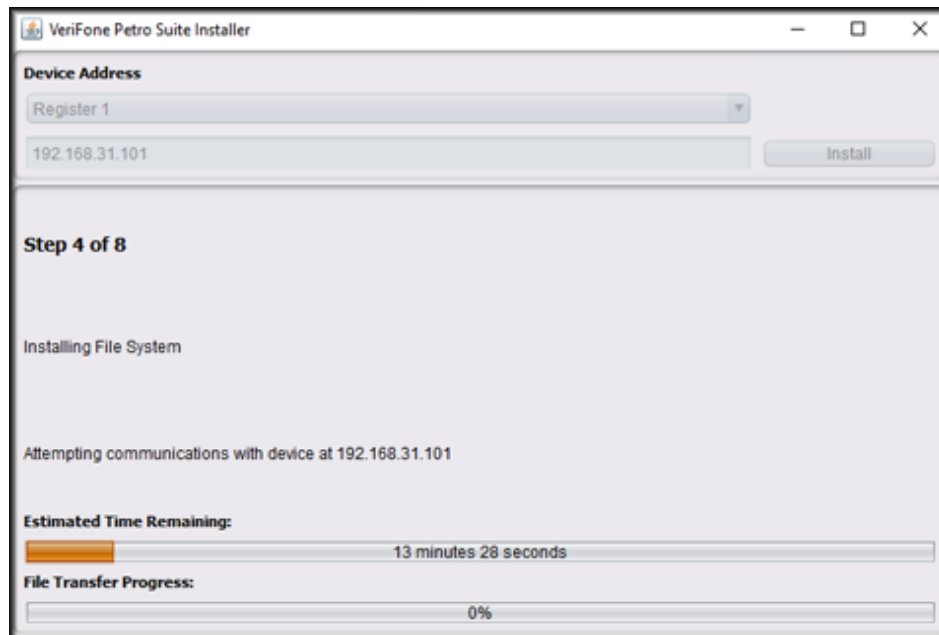 VeriFone Petro Suite Installer
Device Address
Register 1
192.168.31.101
Install
Step 4 of 8
Installing File System
Attempting communications with device at 192.168.31.101
Estimated Time Remaining:
13 minutes 28 seconds
File Transfer Progress:
0%